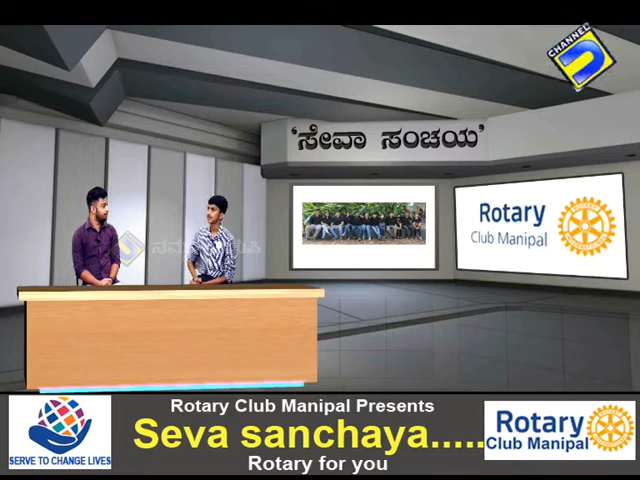 CHANNEL
'ಸೇವಾ ಸಂಚಯ'
Rotary
Club Manipal
Rotary Club Manipal Presents
Seva sanchaya.....
Rotary for you
SERVE TO CHANGE LIVES
Rotary
Club Manipal